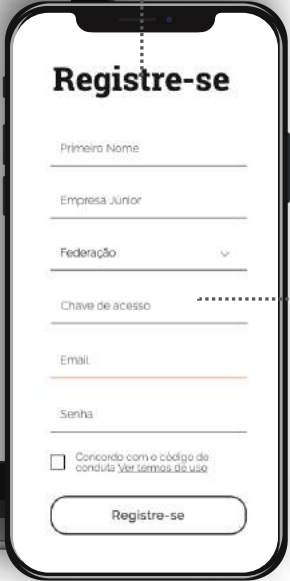 Registre-se
Primeiro Nome
Empresa Júnior
Federação
Chave de acesso
Email
Senha
Concordo com o código de
conduta Ver termos de uso
Registre-se